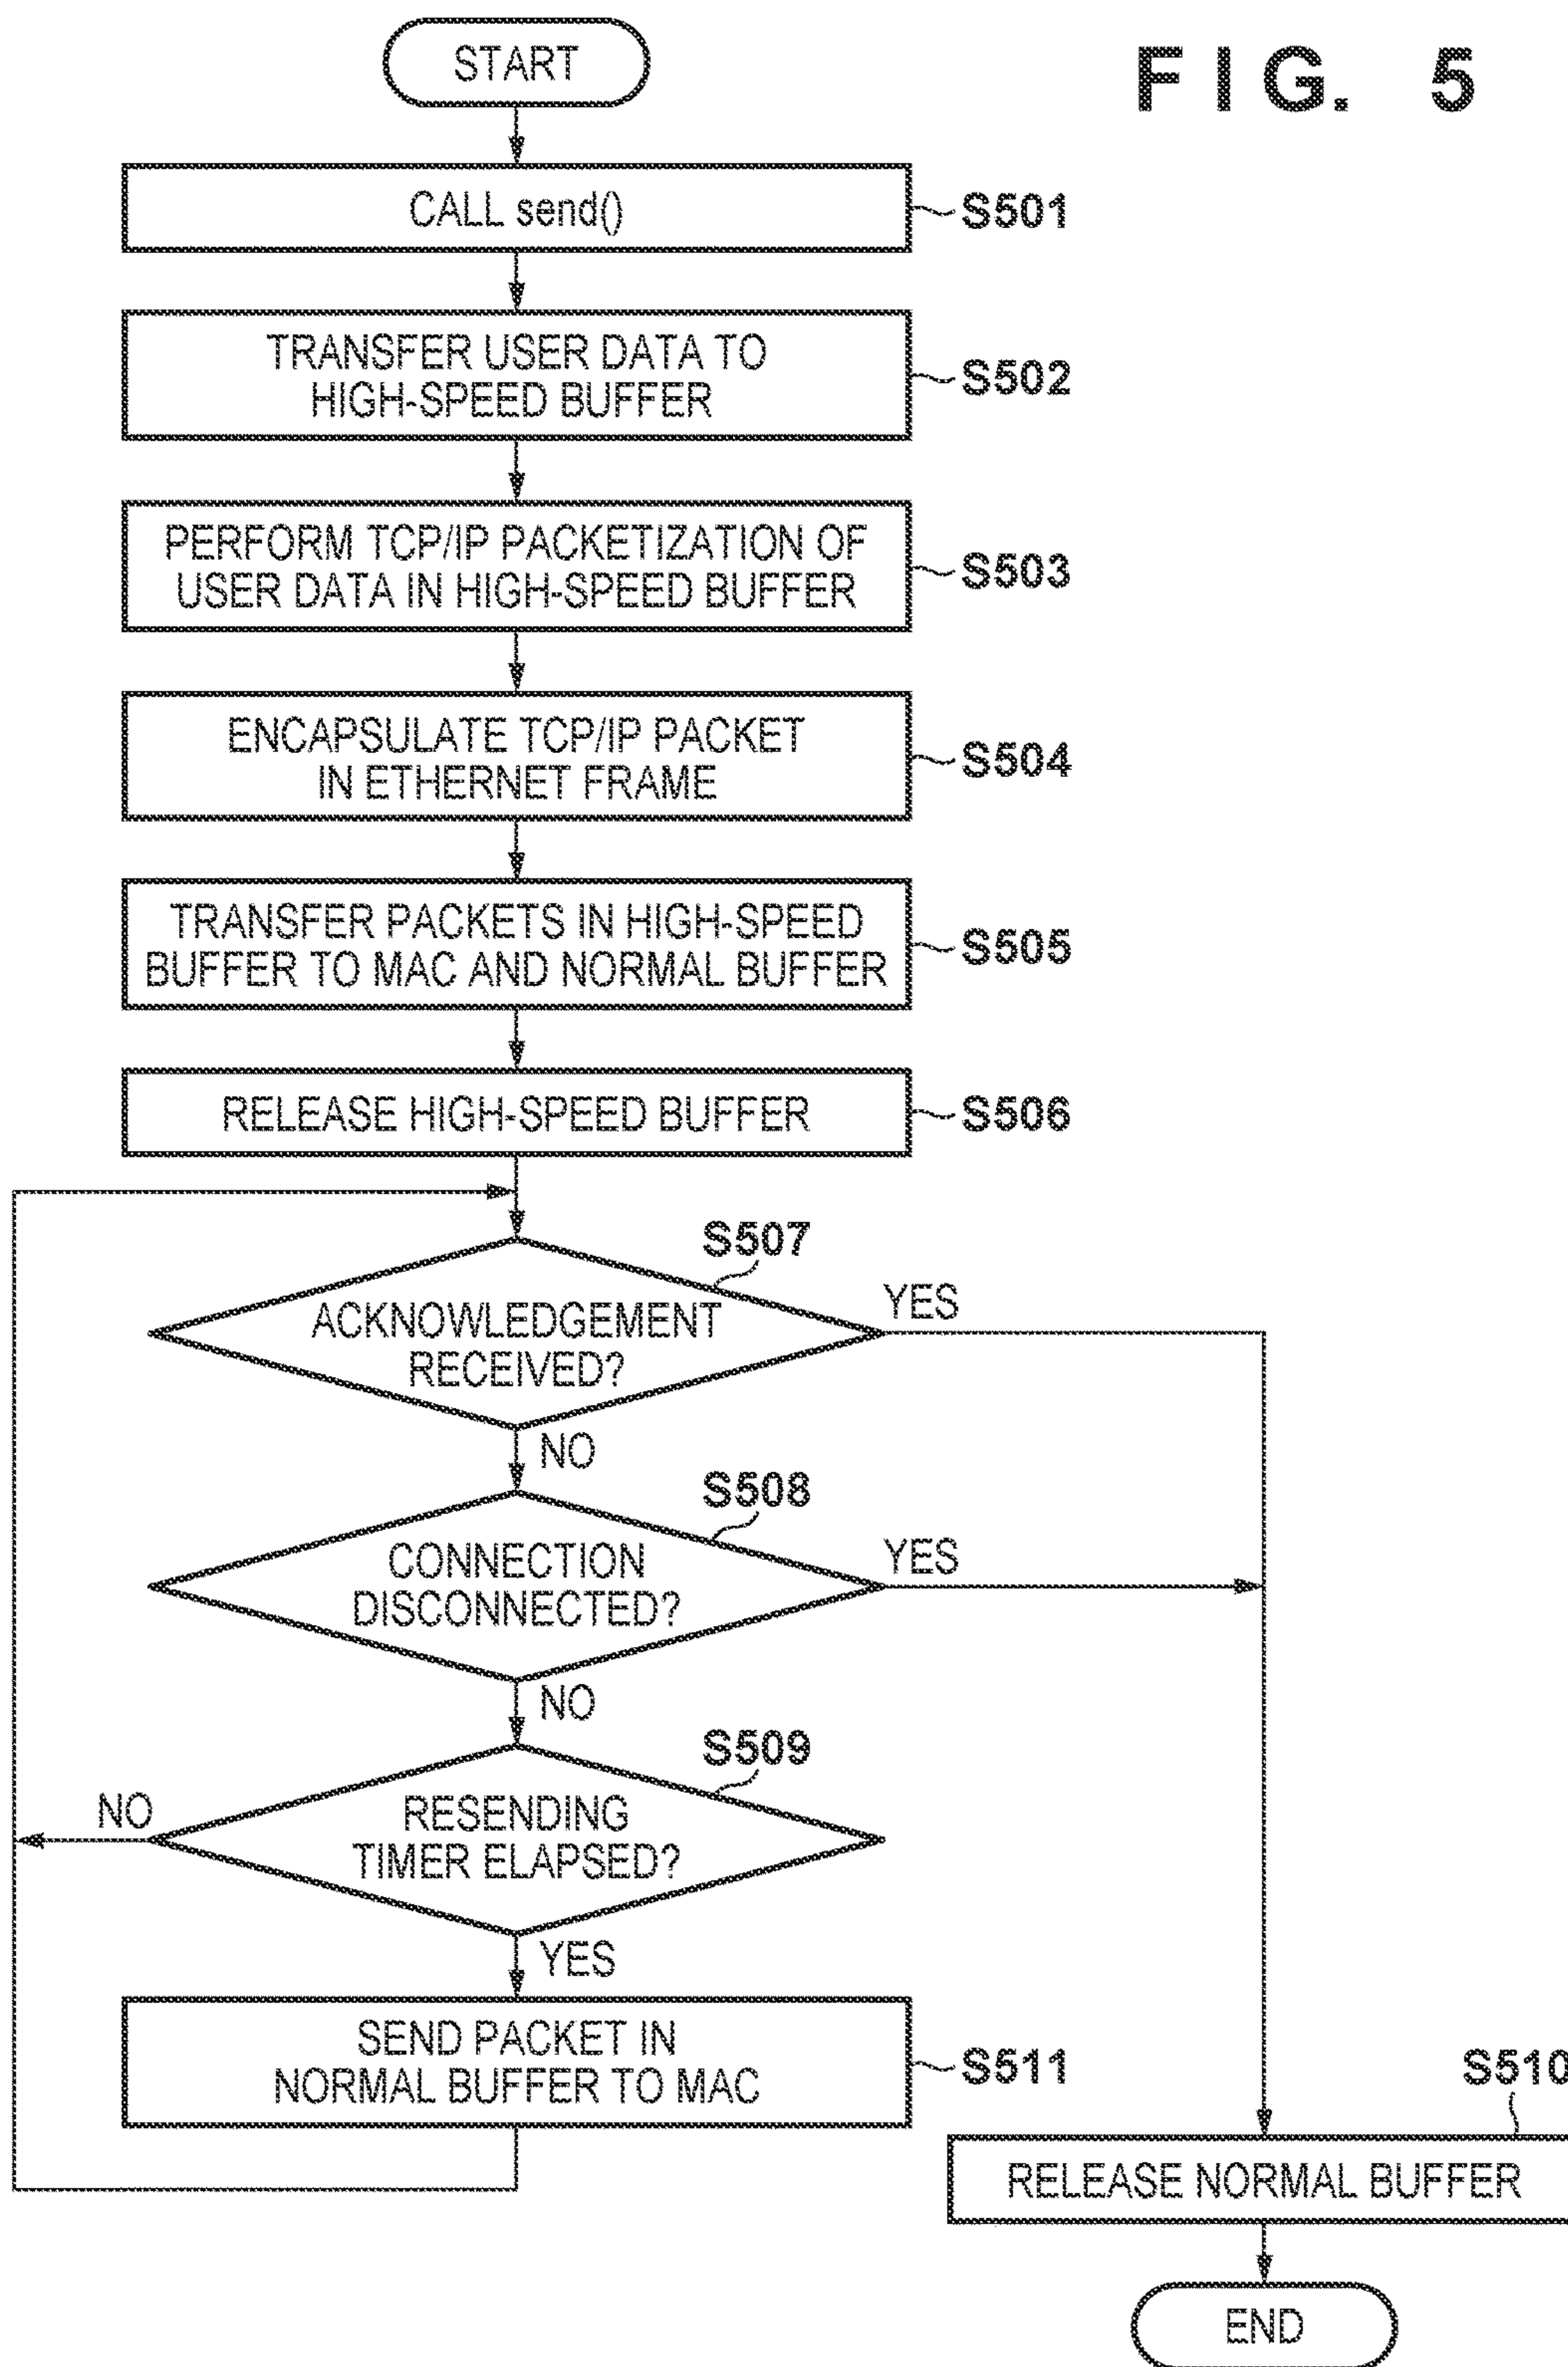 FIG. 5
START
CALL send()
S501
TRANSFER USER DATA TO
HIGH-SPEED BUFFER
S502
PERFORM TCP/IP PACKETIZATION OF
USER DATA IN HIGH-SPEED BUFFER
S503
ENCAPSULATE TCP/IP PACKET
IN ETHERNET FRAME
S504
TRANSFER PACKETS IN HIGH-SPEED
BUFFER TO MAC AND NORMAL BUFFER
S505
RELEASE HIGH-SPEED BUFFER
S506
S507
ACKNOWLEDGEMENT
RECEIVED?
YES
NO
S508
CONNECTION
DISCONNECTED?
YES
NO
S509
RESENDING
TIMER ELAPSED?
NO
YES
SEND PACKET IN
NORMAL BUFFER TO MAC
S511
S510
RELEASE NORMAL BUFFER
END